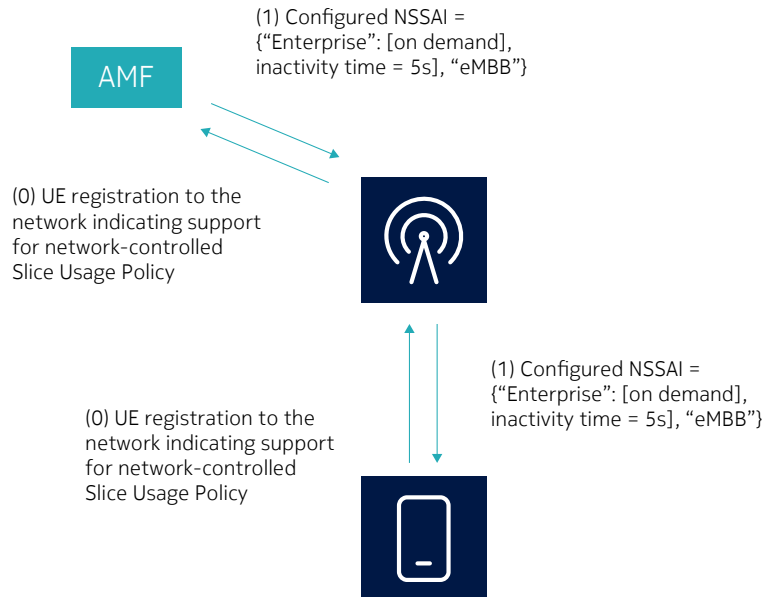 (1) Configured NSSAI =
{“Enterprise”: [on demand],
inactivity time = 5s], “eMBB”}
AMF
(0) UE registration to the
network indicating support
for network-controlled
Slice Usage Policy
(1) Configured NSSAI =
{“Enterprise”: [on demand],
inactivity time = 5s], “eMBB”}
(0) UE registration to the
network indicating support
for network-controlled
Slice Usage Policy